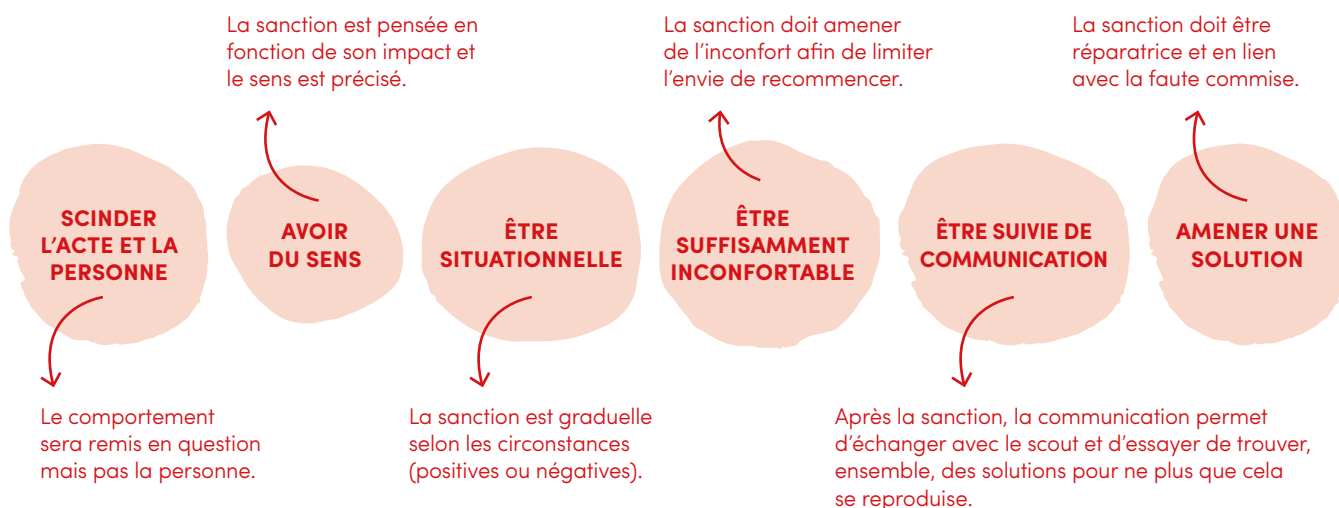 La sanction est pensée en
fonction de son impact et
le sens est précisé.
La sanction doit amener
de l'inconfort afin de limiter
l'envie de recommencer.
La sanction doit être
réparatrice et en lien
avec la faute commise.
SCINDER
L'ACTE ET LA
PERSONNE
AVOIR
DU SENS
ÊTRE
SITUATIONNELLE
ÊTRE
SUFFISAMMENT
INCONFORTABLE
ÊTRE SUIVIE DE
COMMUNICATION
AMENER UNE
SOLUTION
Le comportement
sera remis en question
mais pas la personne.
La sanction est graduelle
selon les circonstances
(positives ou négatives).
Après la sanction, la communication permet
d'échanger avec le scout et d'essayer de trouver,
ensemble, des solutions pour ne plus que cela
se reproduise.